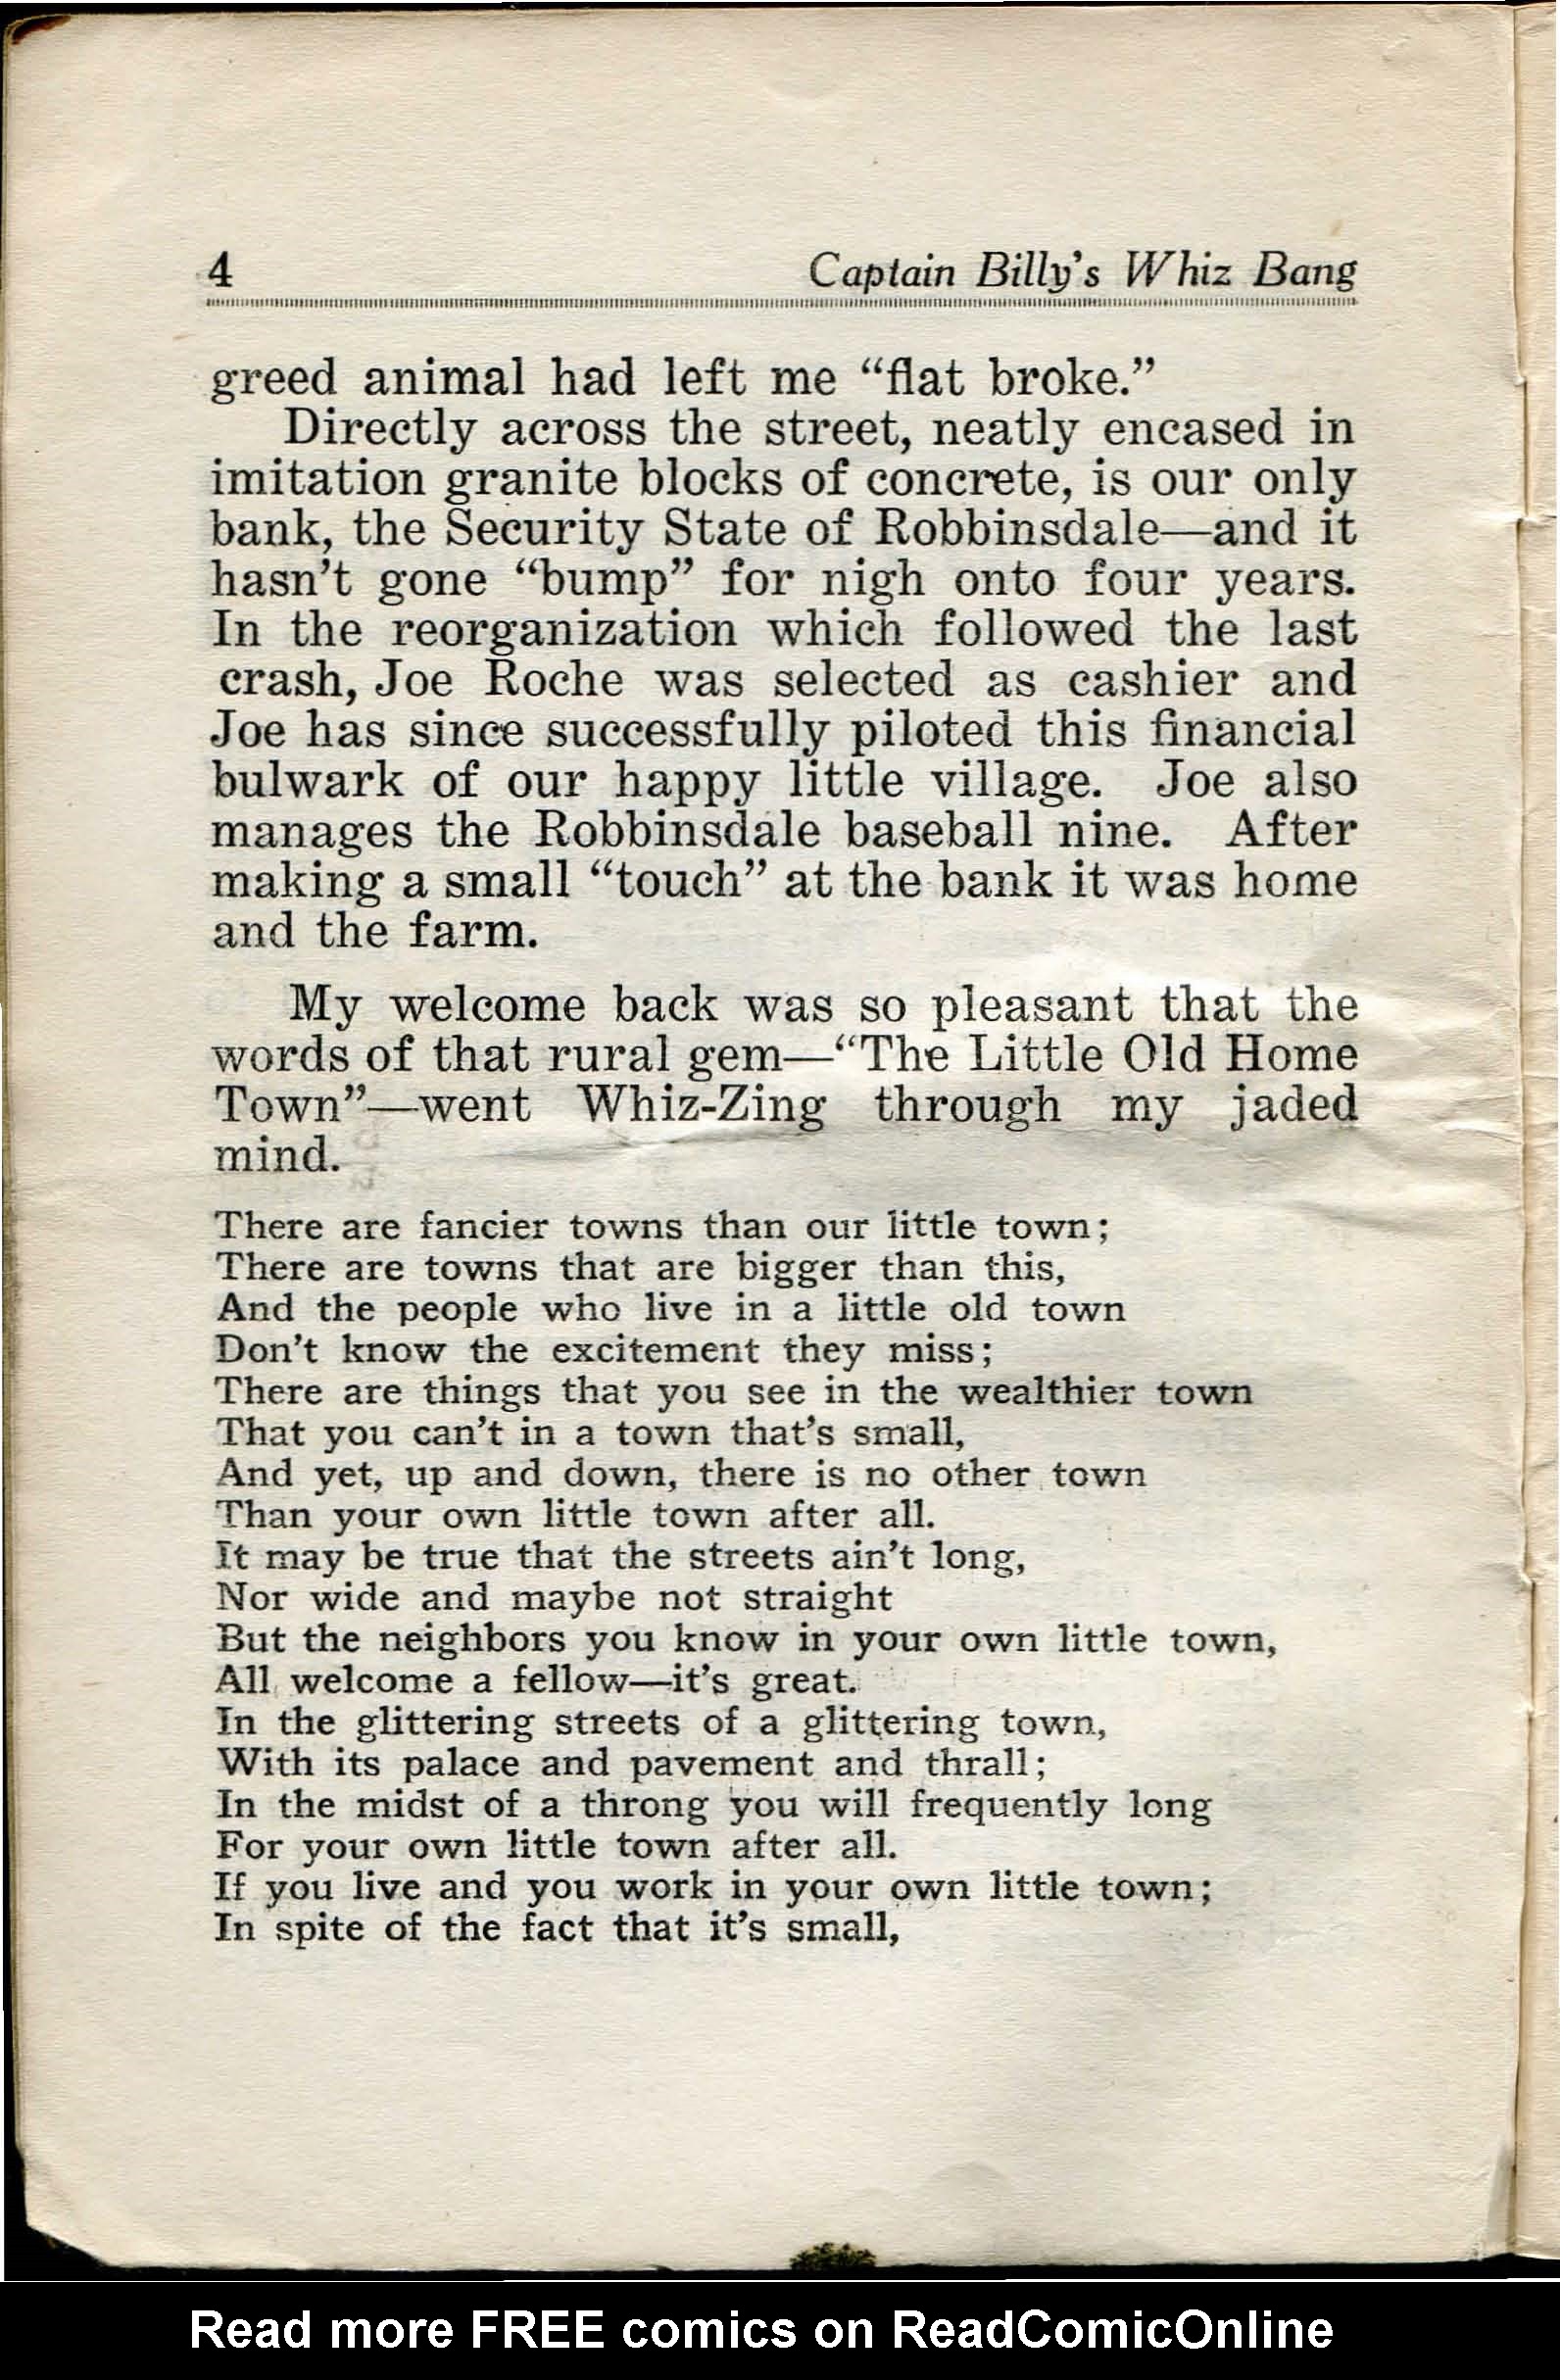 4 Captain Billy's Whiz Bang
greed animal had left me “flat broke.”
Directly across the street, neatly encased in
imitation granite blocks of concrete, is our only
bank, the Security State of Robbinsdale—and it
hasn't gone “bump” for nigh onto four years.
In the reorganization which followed the last
crash, Joe Roche was selected as cashier and
Joe has since successfully piloted this financial
bulwark of our happy little village. Joe also
manages the Robbinsdale baseball nine. After
making a small “touch” at the bank it was home
and the farm.
My welcome back was so pleasant that the
words of that rural gem—“The Little Old Home
Town”—went Whiz-Zing through my jaded
mind.
There are fancier towns than our little town;
There are towns that are bigger than this,
And the people who live in a little old town
Don't know the excitement they miss;
There are things that you see in the wealthier town
That you can't in a town that's small,
And yet, up and down, there is no other town
Than your own little town after all.
It may be true that the streets ain't long,
Nor wide and maybe not straight
But the neighbors you know in your own little town,
All welcome a fellow—it's great.
In the glittering streets of a glittering town,
With its palace and pavement and thrall;
In the midst of a throng you will frequently long
For your own little town after all.
If you live and you work in your own little town;
In spite of the fact that it's small,
Read more FREE comics on ReadComicOnline